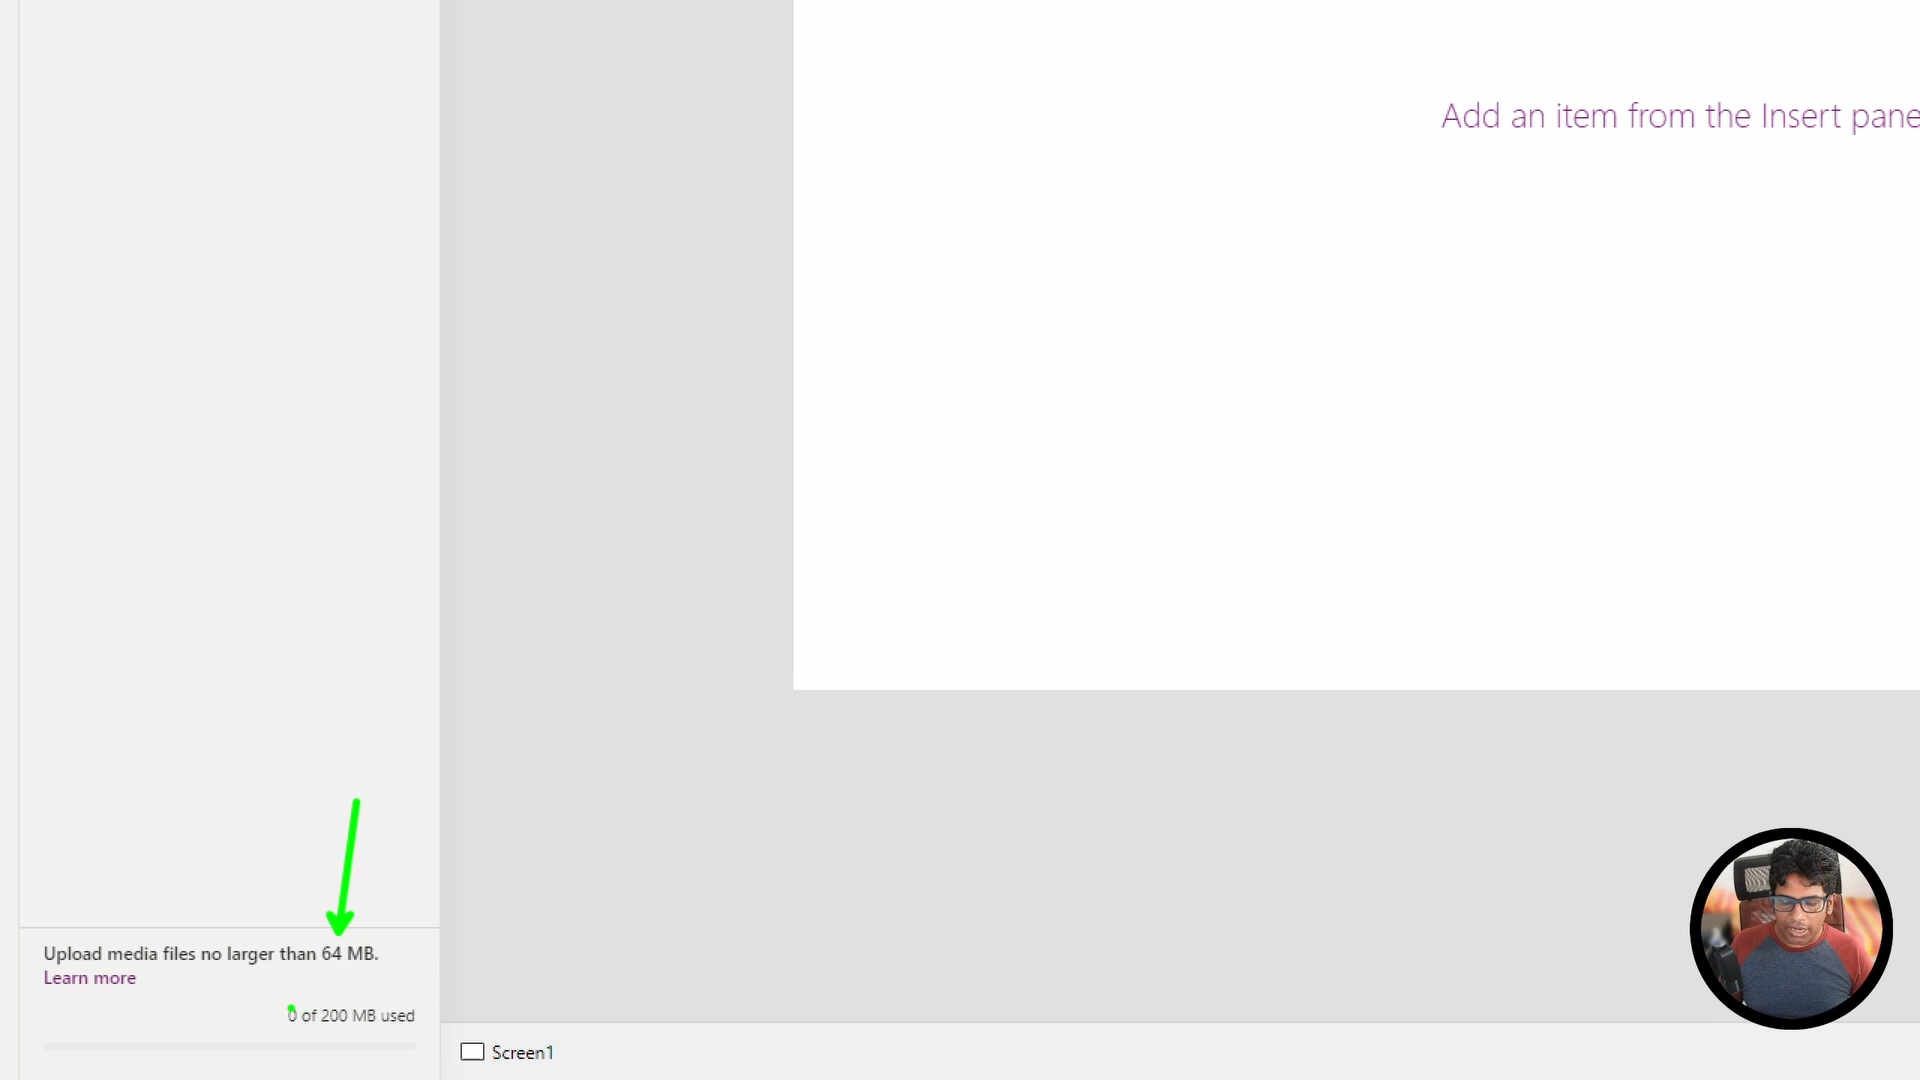 Add an item from the Insert pane
Upload media files no larger than 64 MB.
Learn more
0 of 200 MB used
Screen1